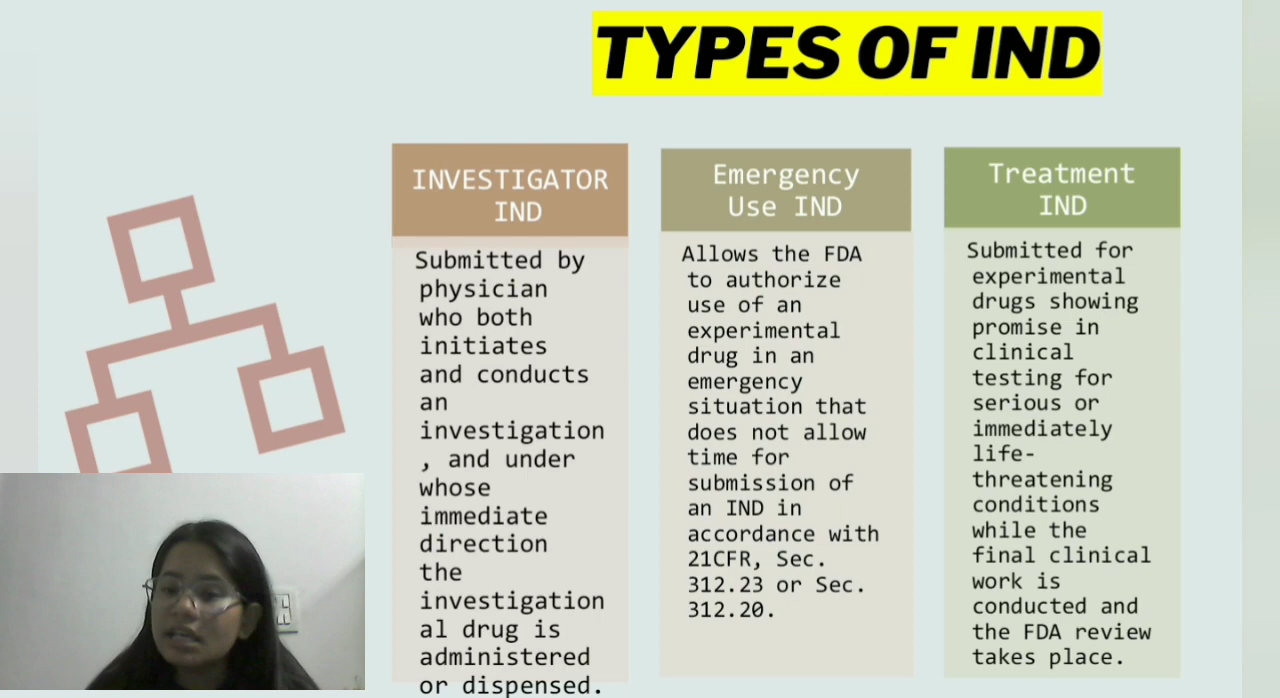 TYPES OF IND
INVESTIGATOR
IND
Submitted by
physician
who both
initiates
and conducts
an
investigation
, and under
whose
immediate
direction
the
investigation
al drug is
administered
or dispensed.
Emergency
Use IND
Allows the FDA
to authorize
use of an
experimental
drug in an
emergency
situation that
does not allow
time for
submission of
an IND in
accordance with
21CFR, Sec.
312.23 or Sec.
312.20.
Treatment
IND
Submitted for
experimental
drugs showing
promise in
clinical
testing for
serious or
immediately
life-
threatening
conditions
while the
final clinical
work is
conducted and
the FDA review
takes place.